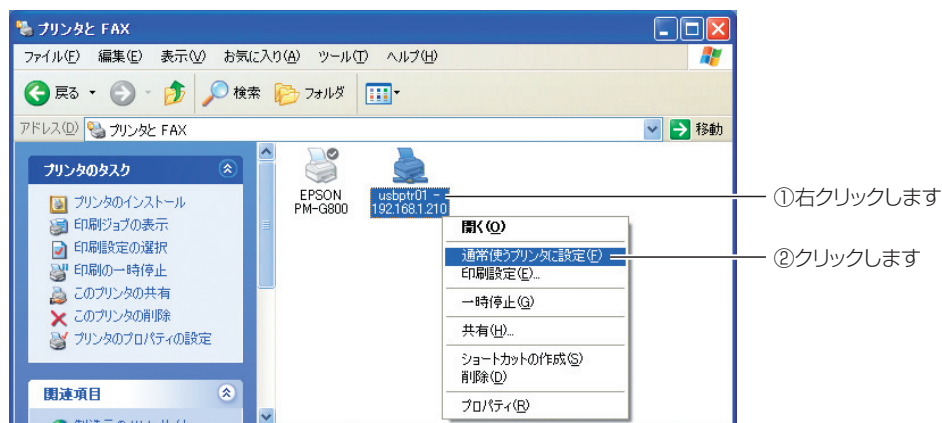 プリンタと FAX
ファイル(F) 編集(E) 表示(V) お気に入り(A) ツール(T) ヘルプ(H)
戻る 検索 フォルダ
アドレス(D) プリンタと FAX 移動
プリンタのタスク
プリンタのインストール
印刷ジョブの表示
印刷設定の選択
印刷の一時停止
このプリンタの共有
このプリンタの削除
プリンタのプロパティの設定
関連項目
EPSON
PM-G800
usbptr01 -
192.168.1.210
開く(O)
通常使うプリンタに設定(F)
印刷設定(E)...
一時停止(G)
共有(H)...
ショートカットの作成(S)
削除(D)
プロパティ(R)
①右クリックします
②クリックします